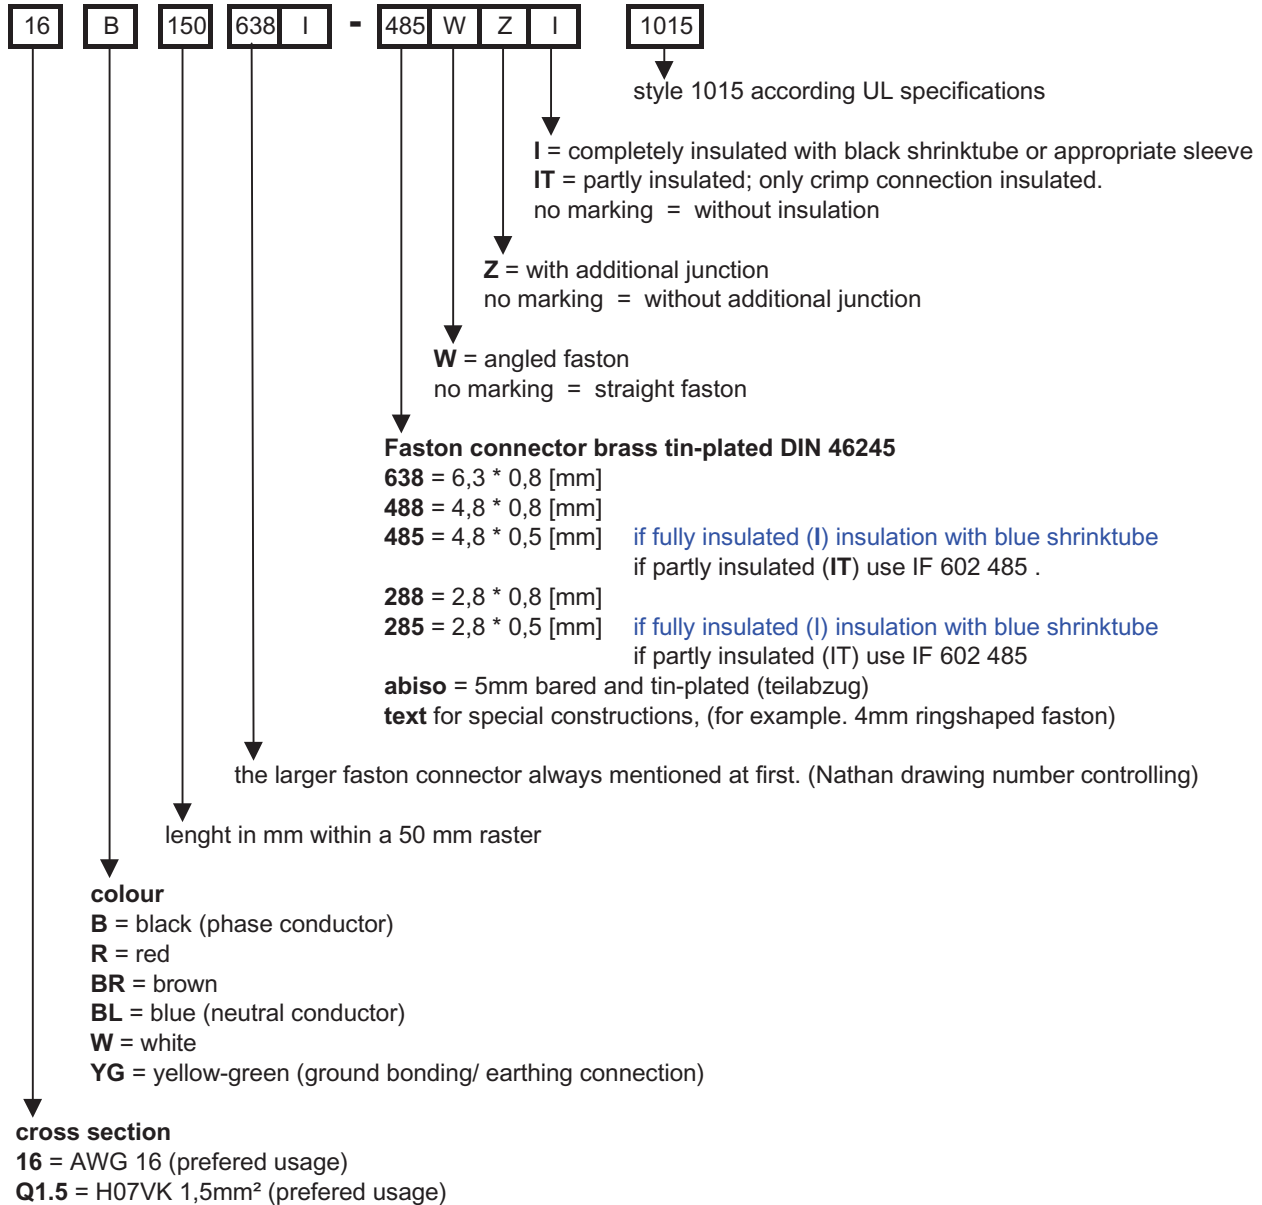 16 B 150 638 I - 485 W Z I 1015
style 1015 according UL specifications
I = completely insulated with black shrinktube or appropriate sleeve
IT = partly insulated; only crimp connection insulated.
no marking = without insulation
Z = with additional junction
no marking = without additional junction
W = angled faston
no marking = straight faston
Faston connector brass tin-plated DIN 46245
638 = 6,3 * 0,8 [mm]
488 = 4,8 * 0,8 [mm]
485 = 4,8 * 0,5 [mm] if fully insulated (I) insulation with blue shrinktube
if partly insulated (IT) use IF 602 485 .
288 = 2,8 * 0,8 [mm]
285 = 2,8 * 0,5 [mm] if fully insulated (I) insulation with blue shrinktube
if partly insulated (IT) use IF 602 485
abiso = 5mm bared and tin-plated (teilabzug)
text for special constructions, (for example. 4mm ringshaped faston)
the larger faston connector always mentioned at first. (Nathan drawing number controlling)
lenght in mm within a 50 mm raster
colour
B = black (phase conductor)
R = red
BR = brown
BL = blue (neutral conductor)
W = white
YG = yellow-green (ground bonding/ earthing connection)
cross section
16 = AWG 16 (prefered usage)
Q1.5 = H07VK 1,5mm² (prefered usage)